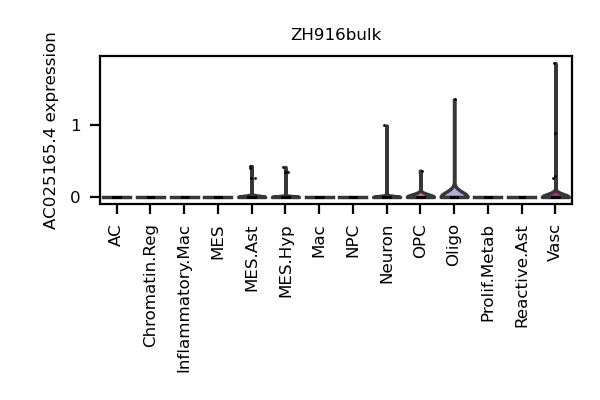 ZH916bulk
AC025165.4 expression
1
0
AC
Chromatin.Reg
Inflammatory.Mac
MES
MES.Ast
MES.Hyp
Mac
NPC
Neuron
OPC
Oligo
Prolif.Metab
Reactive.Ast
Vasc